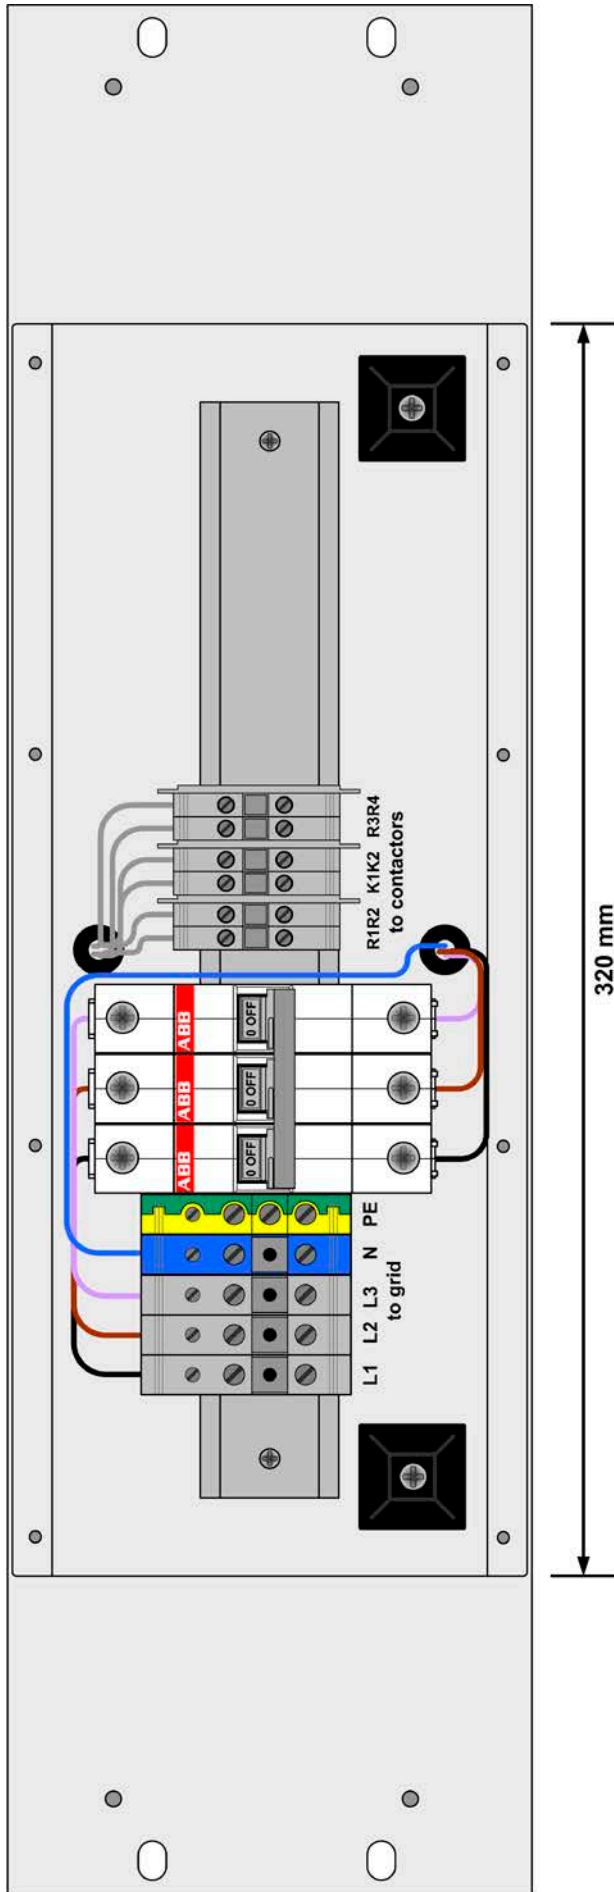 R1R2 K1K2 R3R4
to contactors
320 mm
ABB
ABB
ABB
0 OFF
0 OFF
0 OFF
L1 L2 L3 N PE
to grid